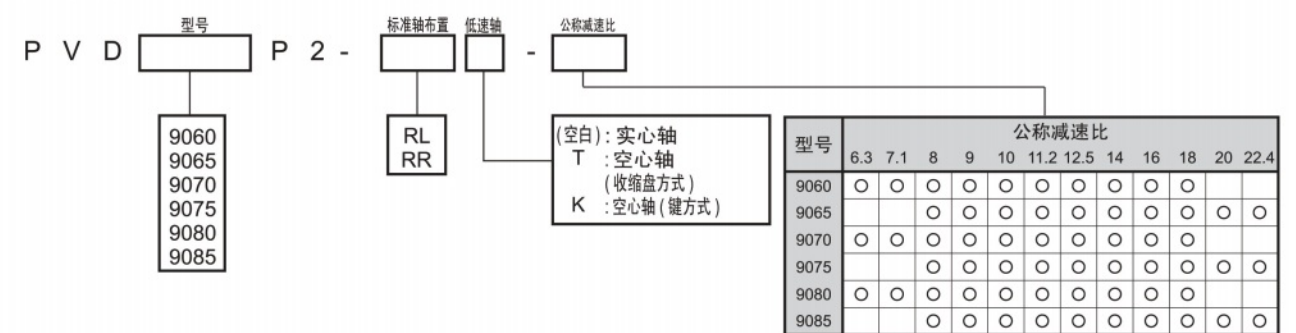 型号 标准轴布置 低速轴 公称减速比
P V D P 2 - -
9060
9065
9070
9075
9080
9085
RL
RR
(空白):实心轴
T :空心轴
(收缩盘方式)
K :空心轴(键方式)
型号 公称减速比
6.3 7.1 8 9 10 11.2 12.5 14 16 18 20 22.4
9060 ○ ○ ○ ○ ○ ○ ○ ○ ○ ○
9065 ○ ○ ○ ○ ○ ○ ○ ○ ○ ○
9070 ○ ○ ○ ○ ○ ○ ○ ○ ○ ○
9075 ○ ○ ○ ○ ○ ○ ○ ○ ○ ○
9080 ○ ○ ○ ○ ○ ○ ○ ○ ○ ○
9085 ○ ○ ○ ○ ○ ○ ○ ○ ○ ○